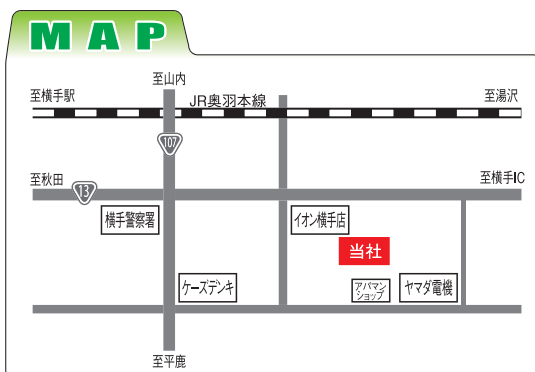 MAP
至山内
至横手駅
JR奥羽本線
至湯沢
107
至秋田
13
至横手IC
横手警察署
イオン横手店
当社
ケーズデンキ
アパマン
ショップ
ヤマダ電機
至平鹿